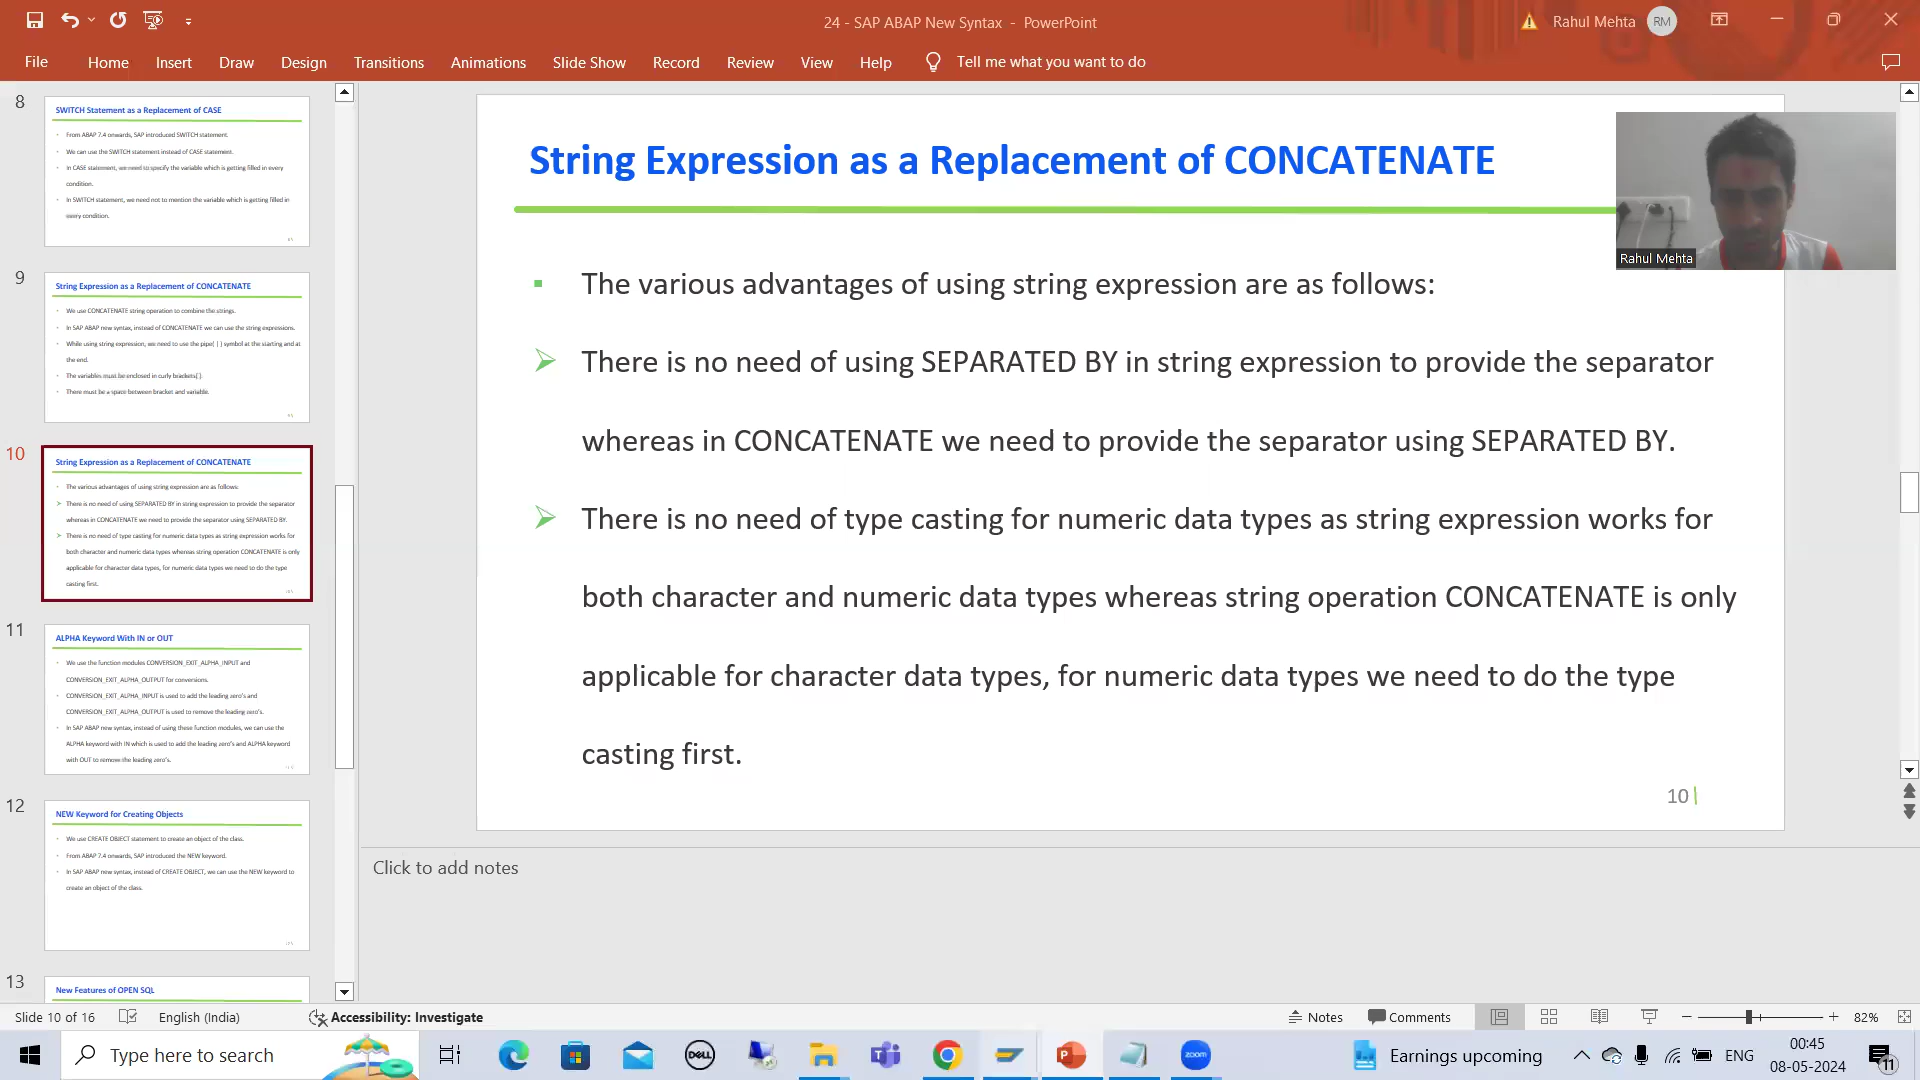 24 - SAP ABAP New Syntax - PowerPoint
Rahul Mehta
RM
File Home Insert Draw Design Transitions Animations Slide Show Record Review View Help Tell me what you want to do
8
SWITCH Statement as a Replacement of CASE
From ABAP 7.4 onwards, SAP introduced SWITCH statement.
We can use the SWITCH statement instead of CASE statement.
In CASE statement, we need to specify the variable which is getting filled in every
condition.
In SWITCH statement, we need not to mention the variable which is getting filled in
every condition.
9
String Expression as a Replacement of CONCATENATE
We use CONCATENATE string operation to combine the strings.
In SAP ABAP new syntax, instead of CONCATENATE we can use the string expressions.
While using string expression, we need to use the pipe( | ) symbol at the starting and at
the end.
The variables must be enclosed in curly brackets{ }.
There must be a space between bracket and variable.
10
String Expression as a Replacement of CONCATENATE
The various advantages of using string expression are as follows:
There is no need of using SEPARATED BY in string expression to provide the separator
whereas in CONCATENATE we need to provide the separator using SEPARATED BY.
There is no need of type casting for numeric data types as string expression works for
both character and numeric data types whereas string operation CONCATENATE is only
applicable for character data types, for numeric data types we need to do the type
casting first.
11
ALPHA Keyword With IN or OUT
We use the function modules CONVERSION_EXIT_ALPHA_INPUT and
CONVERSION_EXIT_ALPHA_OUTPUT for conversions.
CONVERSION_EXIT_ALPHA_INPUT is used to add the leading zero's and
CONVERSION_EXIT_ALPHA_OUTPUT is used to remove the leading zero's.
In SAP ABAP new syntax, instead of using these function modules, we can use the
ALPHA keyword with IN which is used to add the leading zero's and ALPHA keyword
with OUT to remove the leading zero's.
12
NEW Keyword for Creating Objects
We use CREATE OBJECT statement to create an object of the class.
From ABAP 7.4 onwards, SAP introduced the NEW keyword.
In SAP ABAP new syntax, instead of CREATE OBJECT, we can use the NEW keyword to
create an object of the class.
13
New Features of OPEN SQL
String Expression as a Replacement of CONCATENATE
Rahul Mehta
The various advantages of using string expression are as follows:
There is no need of using SEPARATED BY in string expression to provide the separator
whereas in CONCATENATE we need to provide the separator using SEPARATED BY.
There is no need of type casting for numeric data types as string expression works for
both character and numeric data types whereas string operation CONCATENATE is only
applicable for character data types, for numeric data types we need to do the type
casting first.
10
Click to add notes
Slide 10 of 16 English (India) Accessibility: Investigate Notes Comments 82%
Type here to search
DELL
zoom
Earnings upcoming
ENG
00:45
08-05-2024
11